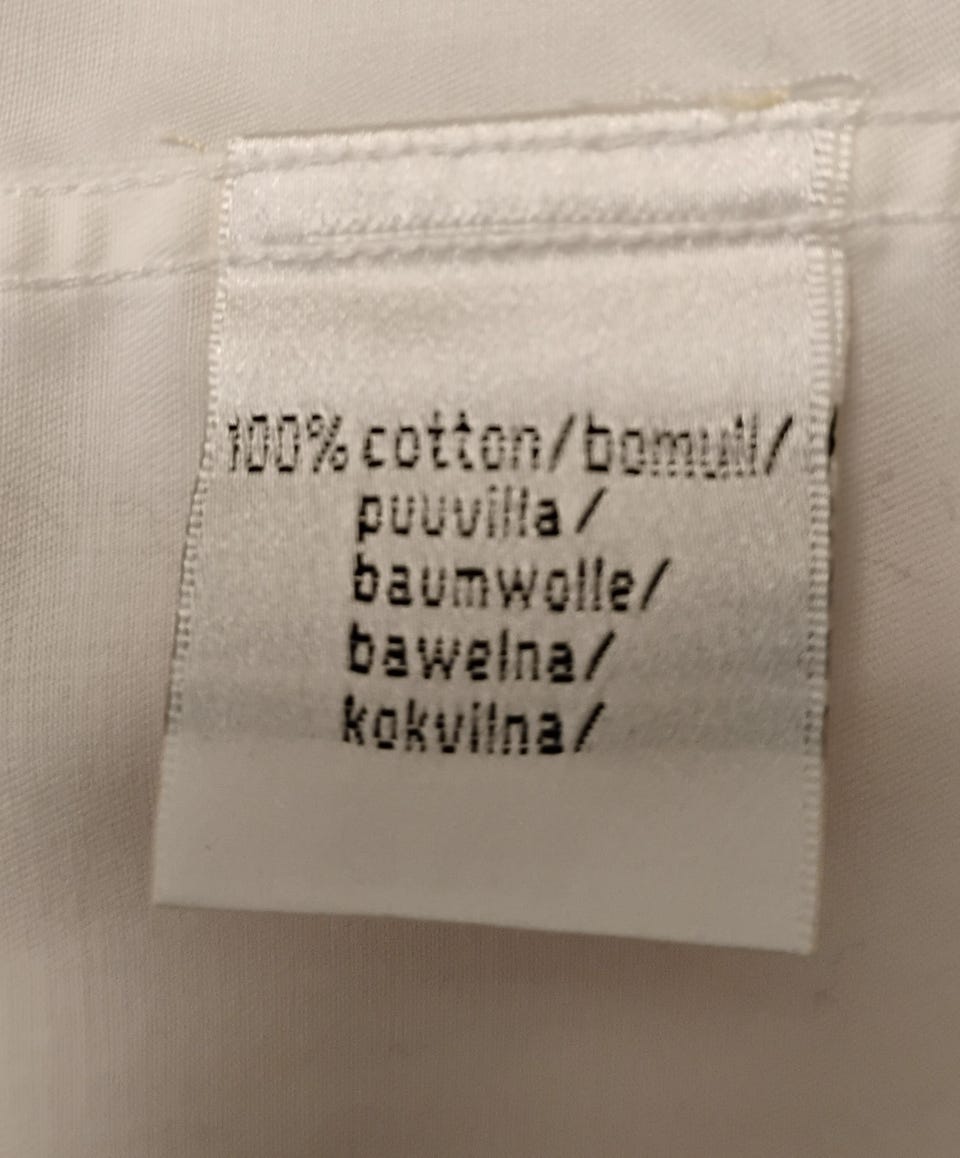 100% cotton/bomull/
puuvilla/
baumwolle/
bawelna/
kokvilna/